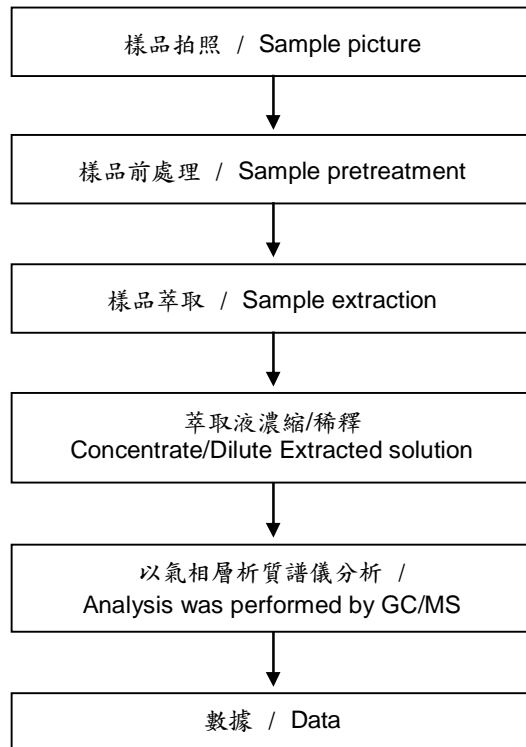 樣品拍照 / Sample picture
樣品前處理 / Sample pretreatment
樣品萃取 / Sample extraction
萃取液濃縮/稀釋
Concentrate/Dilute Extracted solution
以氣相層析質譜儀分析 /
Analysis was performed by GC/MS
數據 / Data